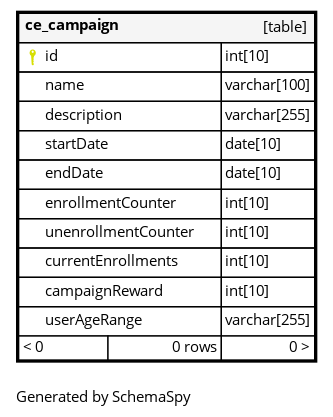 ce_campaign [table]
id int[10]
name varchar[100]
description varchar[255]
startDate date[10]
endDate date[10]
enrollmentCounter int[10]
unenrollmentCounter int[10]
currentEnrollments int[10]
campaignReward int[10]
userAgeRange varchar[255]
< 0 0 rows 0 >
Generated by SchemaSpy